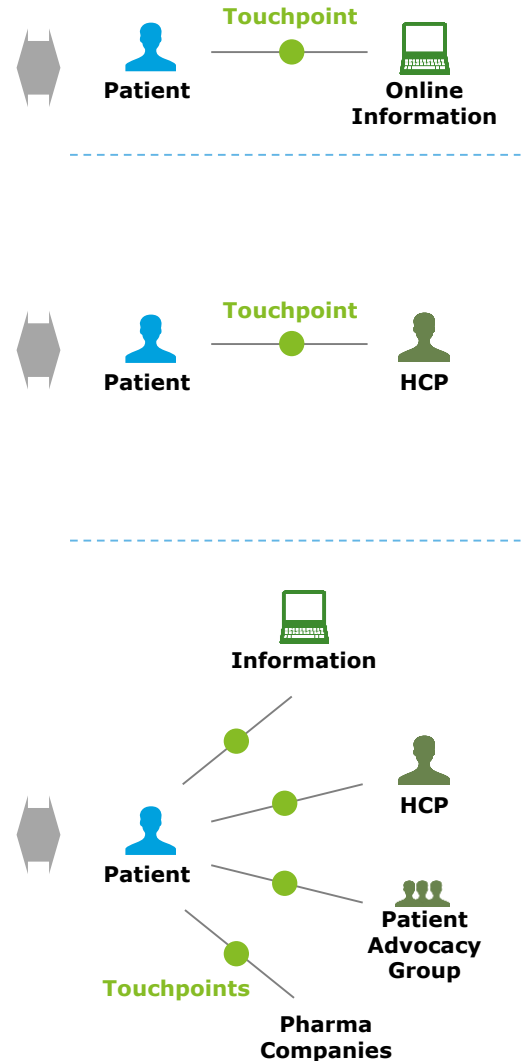 Touchpoint
Patient
Online
Information
Touchpoint
Patient
HCP
Information
HCP
Patient
Patient
Advocacy
Group
Touchpoints
Pharma
Companies